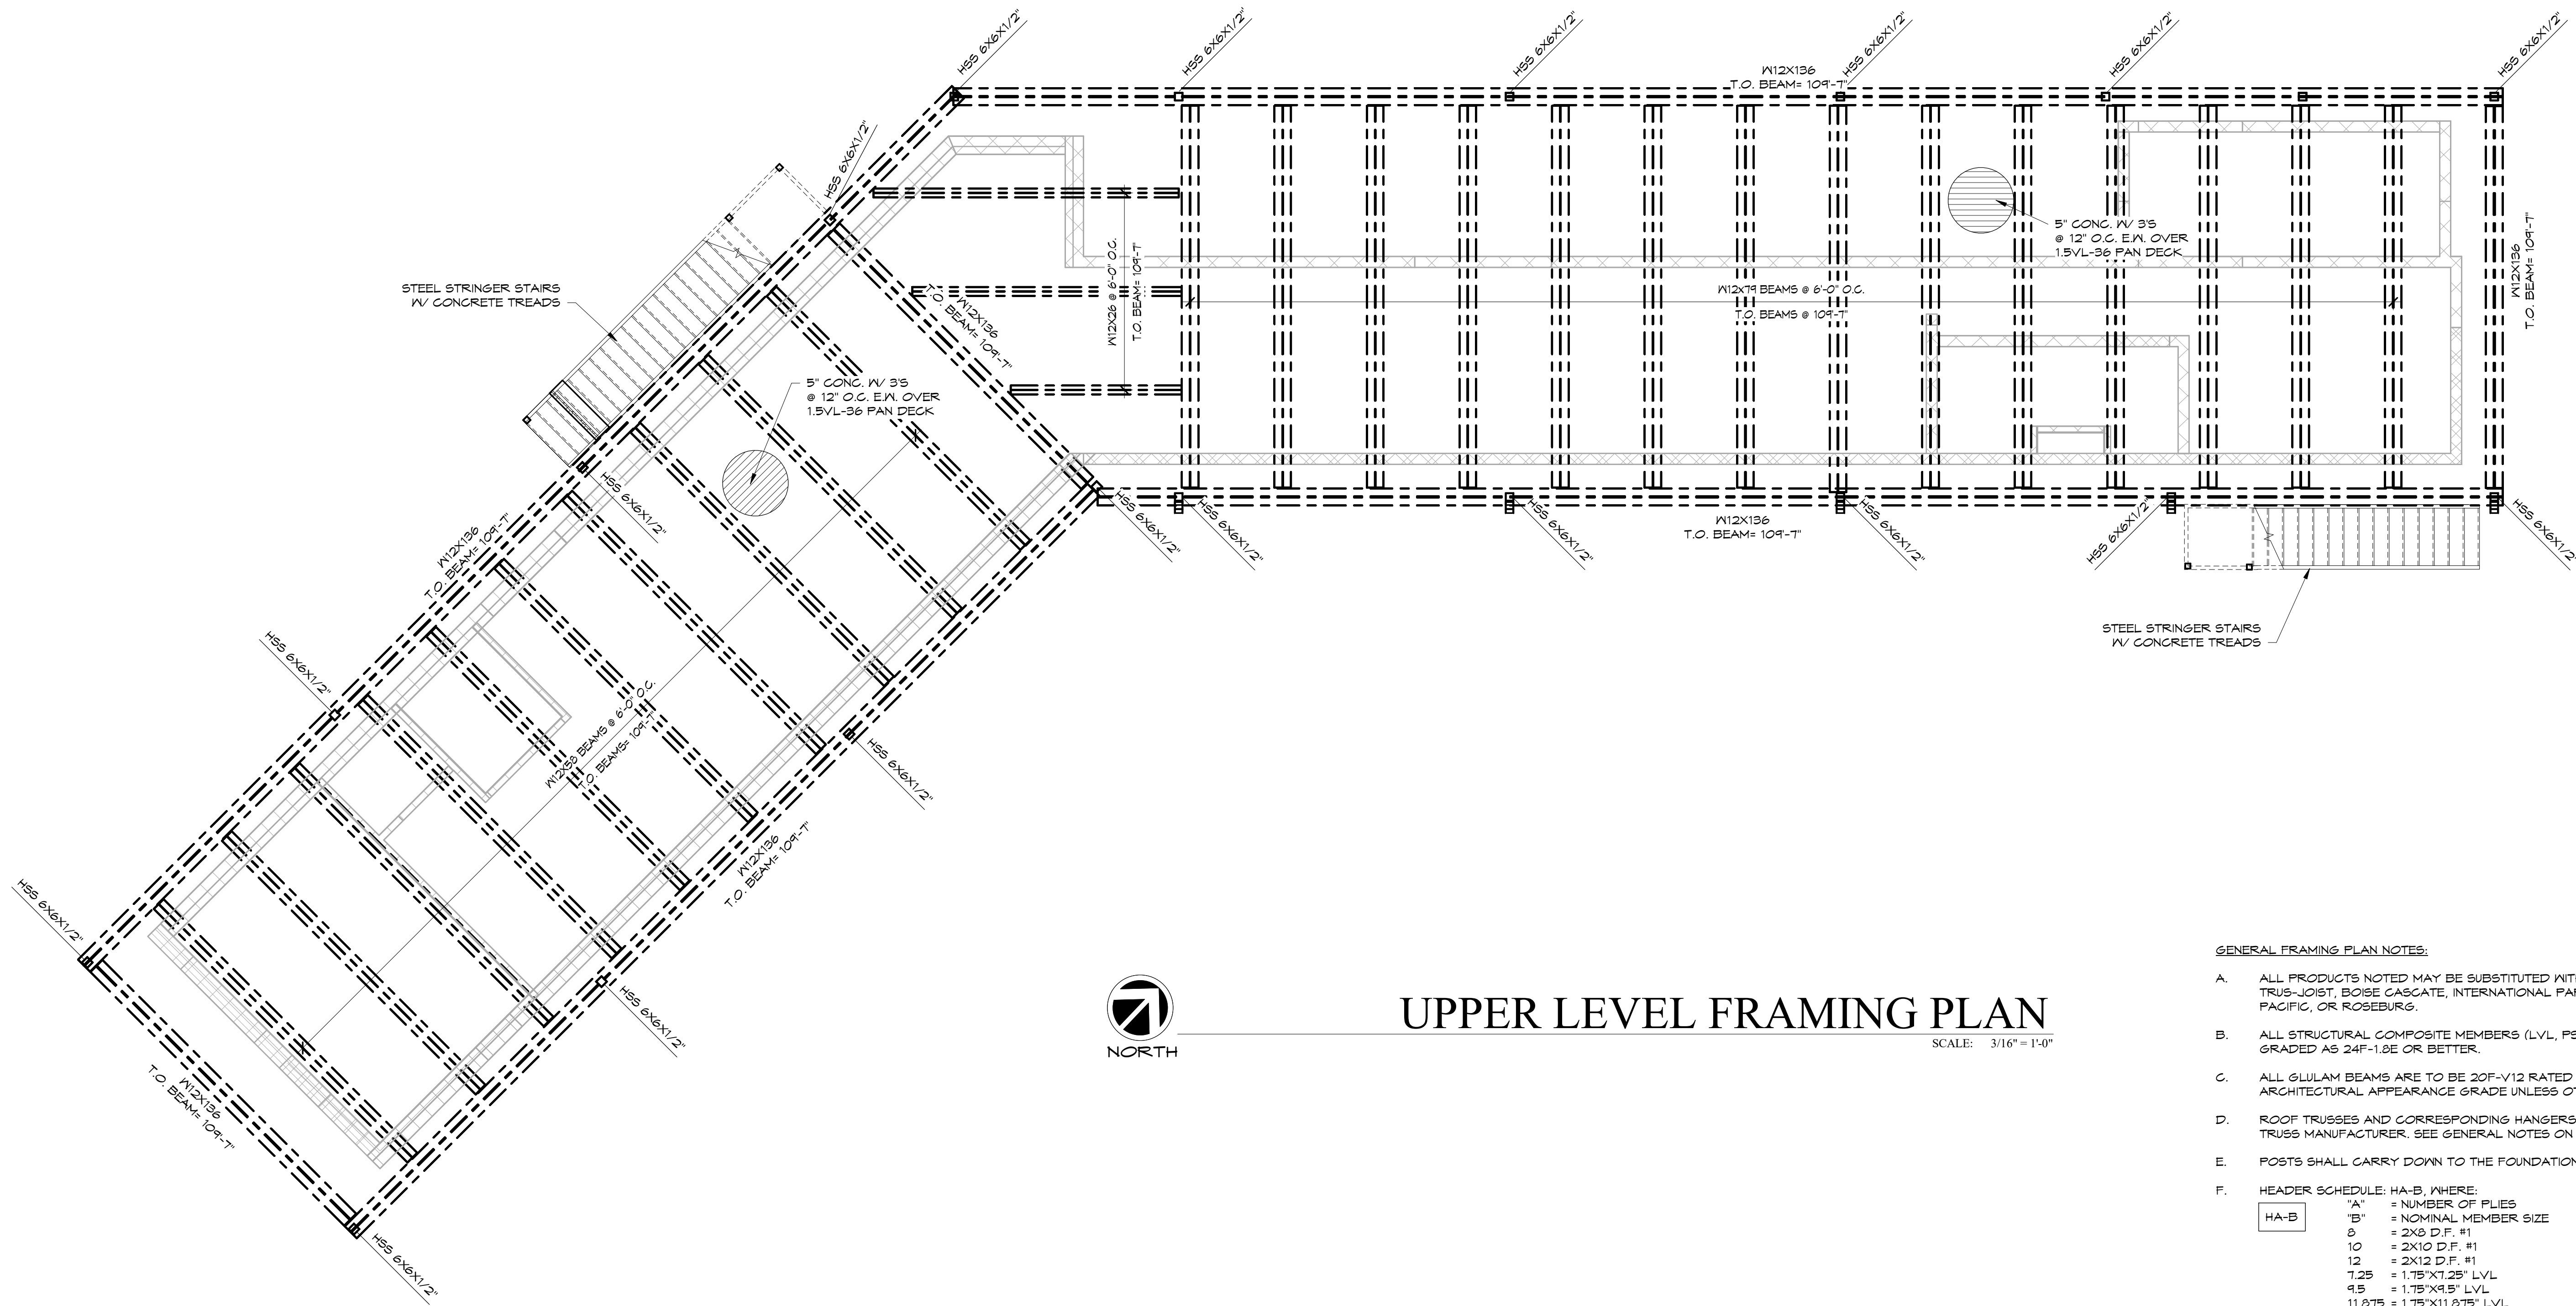 HSS 6X6X1/2"
HSS 6X6X1/2"
HSS 6X6X1/2"
HSS 6X6X1/2"
HSS 6X6X1/2"
HSS 6X6X1/2"
W12X136
T.O. BEAM= 109'-7"
HSS 6X6X1/2"
STEEL STRINGER STAIRS
W/ CONCRETE TREADS
W12X136
T.O. BEAM= 109'-7"
W12X26 @ 6'-0" O.C.
T.O. BEAM= 109'-7"
5" CONC. W/ 3'S
@ 12" O.C. E.W. OVER
1.5VL-36 PAN DECK
W12x79 BEAMS @ 6'-0" O.C.
T.O. BEAMS @ 109'-7"
W12X136
T.O. BEAM= 109'-7"
5" CONC. W/ 3'S
@ 12" O.C. E.W. OVER
1.5VL-36 PAN DECK
HSS 6X6X1/2"
HSS 6X6X1/2"
HSS 6X6X1/2"
HSS 6X6X1/2"
W12X136
T.O. BEAM= 109'-7"
HSS 6X6X1/2"
HSS 6X6X1/2"
HSS 6X6X1/2"
STEEL STRINGER STAIRS
W/ CONCRETE TREADS
W12X136
T.O. BEAM= 109'-7"
HSS 6X6X1/2"
W12X58 BEAMS @ 6'-0" O.C.
T.O. BEAMS= 109'-7"
HSS 6X6X1/2"
W12X136
T.O. BEAM= 109'-7"
HSS 6X6X1/2"
HSS 6X6X1/2"
W12X136
T.O. BEAM= 109'-7"
HSS 6X6X1/2"
NORTH
UPPER LEVEL FRAMING PLAN
SCALE: 3/16" = 1'-0"
GENERAL FRAMING PLAN NOTES:
A. ALL PRODUCTS NOTED MAY BE SUBSTITUTED
TRUS-JOIST, BOISE CASCATE, INTERNATIONAL
PACIFIC, OR ROSEBURG.
B. ALL STRUCTURAL COMPOSITE MEMBERS (LVL,
GRADED AS 24F-1.8E OR BETTER.
C. ALL GLULAM BEAMS ARE TO BE 20F-V12 RATED
ARCHITECTURAL APPEARANCE GRADE UNLESS
D. ROOF TRUSSES AND CORRESPONDING HANGERS
TRUSS MANUFACTURER. SEE GENERAL NOTES ON
E. POSTS SHALL CARRY DOWN TO THE FOUNDATION
F. HEADER SCHEDULE: HA-B, WHERE:
HA-B "A" = NUMBER OF PLIES
"B" = NOMINAL MEMBER SIZE
8 = 2X8 D.F. #1
10 = 2X10 D.F. #1
12 = 2X12 D.F. #1
7.25 = 1.75"X7.25" LVL
9.5 = 1.75"X9.5" LVL
11.875 = 1.75"X11.875" LVL